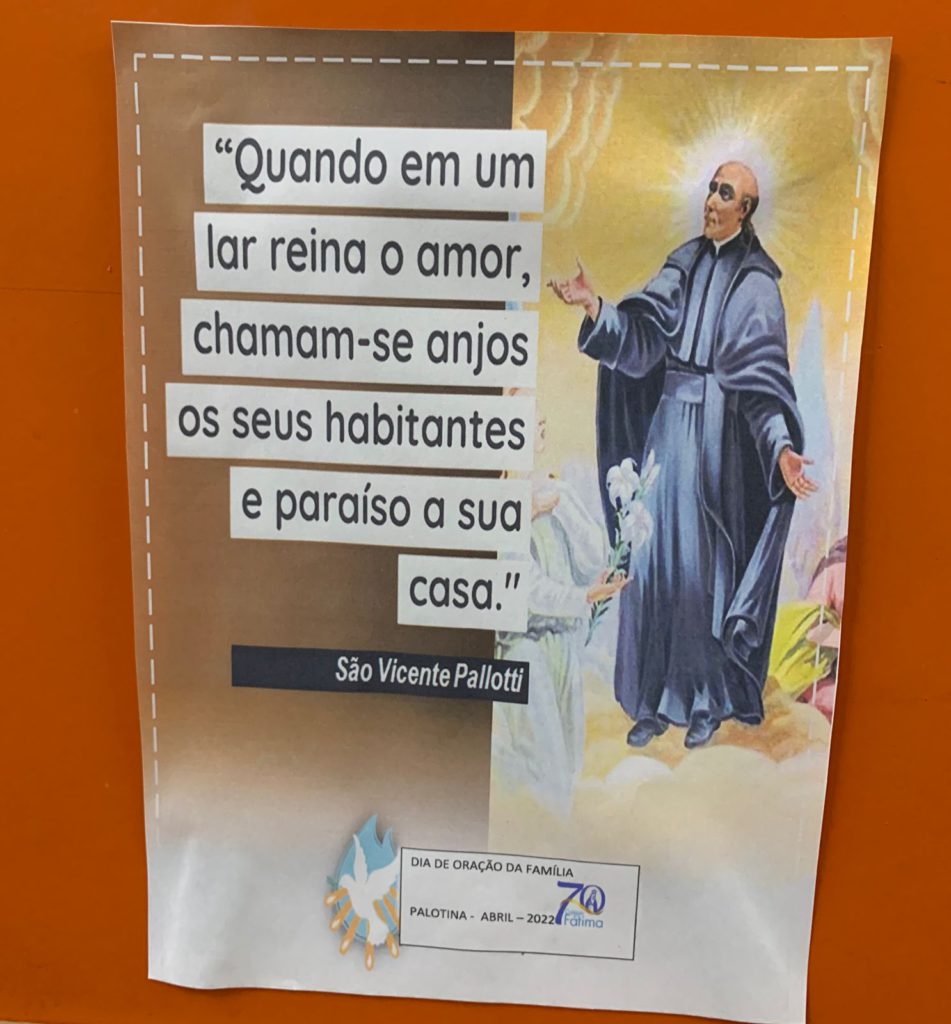 “Quando em um
lar reina o amor,
chamam-se anjos
os seus habitantes
e paraíso a sua
casa."
São Vicente Pallotti
DIA DE ORAÇÃO DA FAMÍLIA
PALOTINA - ABRIL – 2022
70
Fátima